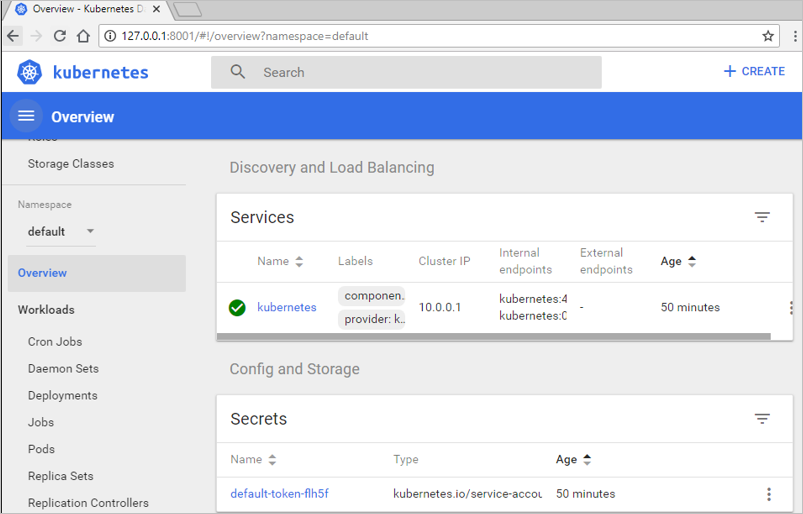 Overview - Kubernetes D
127.0.0.1:8001/#!/overview?namespace=default
kubernetes
Search
+ CREATE
Overview
Storage Classes
Namespace
default
Overview
Workloads
Cron Jobs
Daemon Sets
Deployments
Jobs
Pods
Replica Sets
Replication Controllers
Discovery and Load Balancing
Services
Name Labels Cluster IP Internal endpoints External endpoints Age
kubernetes componen... provider: k... 10.0.0.1 kubernetes:4 kubernetes:0 - 50 minutes
Config and Storage
Secrets
Name Type Age
default-token-flh5f kubernetes.io/service-accou 50 minutes